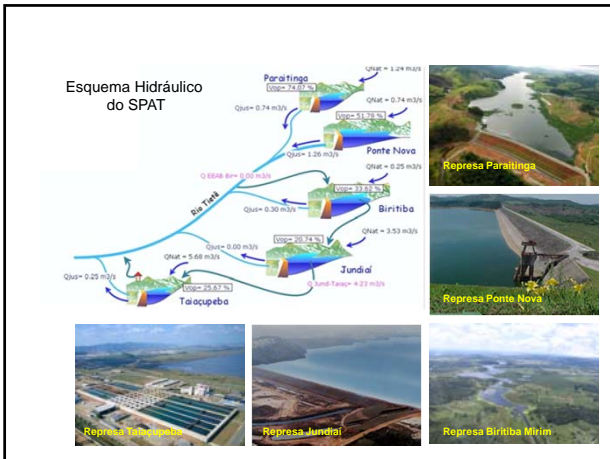 Esquema Hidráulico
do SPAT
QNat = 1.24 m3/s
Paraitinga
Vop= 74.07 %
QNat = 0.74 m3/s
Qjus= 0.74 m3/s
Vop= 51.78 %
Ponte Nova
Qjus= 1.26 m3/s
QNat = 0.25 m3/s
Q EEAB Bir= 0.00 m3/s
Vop= 33.62 %
Rio Tietê
Biritiba
Qjus= 0.30 m3/s
QNat = 3.53 m3/s
Qjus= 0.00 m3/s
Vop= 20.74 %
Jundiaí
QNat = 5.68 m3/s
Qjus= 0.25 m3/s
Vop= 25.67 %
Q Jund-Taiaç= 4.23 m3/s
Taiaçupeba
Represa Paraitinga
Represa Ponte Nova
Represa Taiaçupeba
Represa Jundiaí
Represa Biritiba Mirim